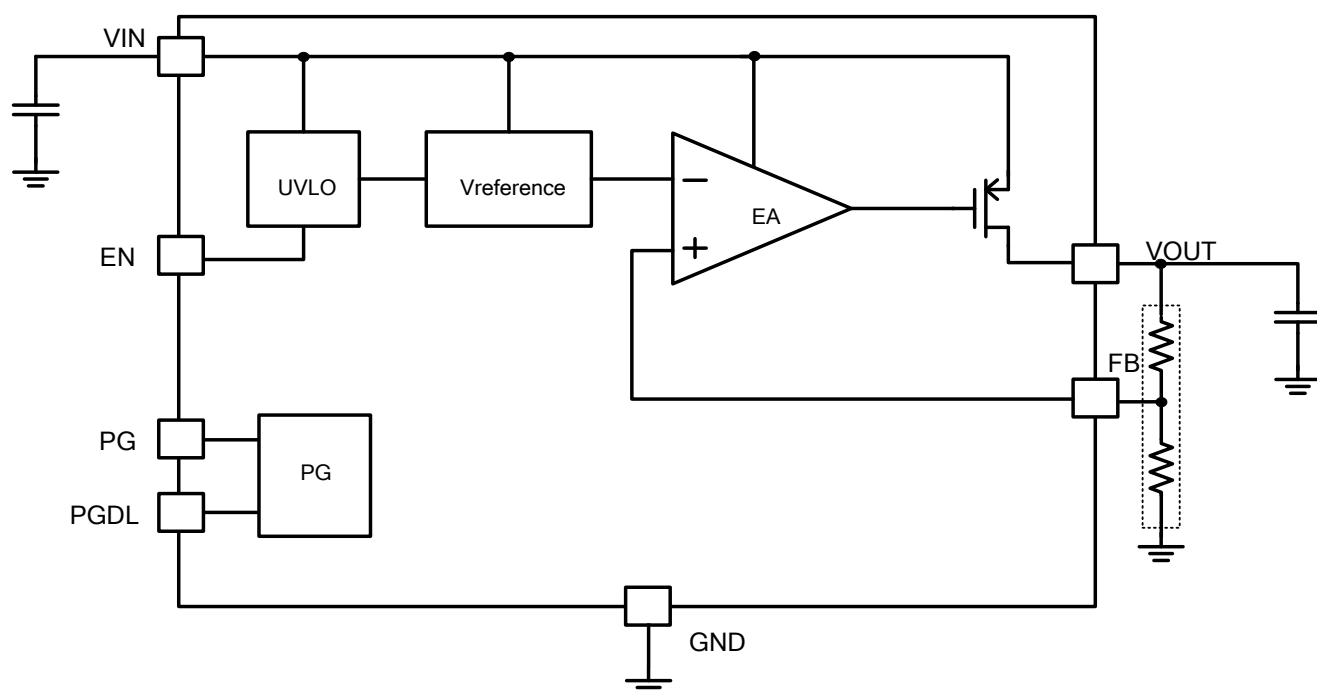 VIN
UVLO
Vreference
−
EA
+
EN
VOUT
FB
PG
PG
PGDL
GND